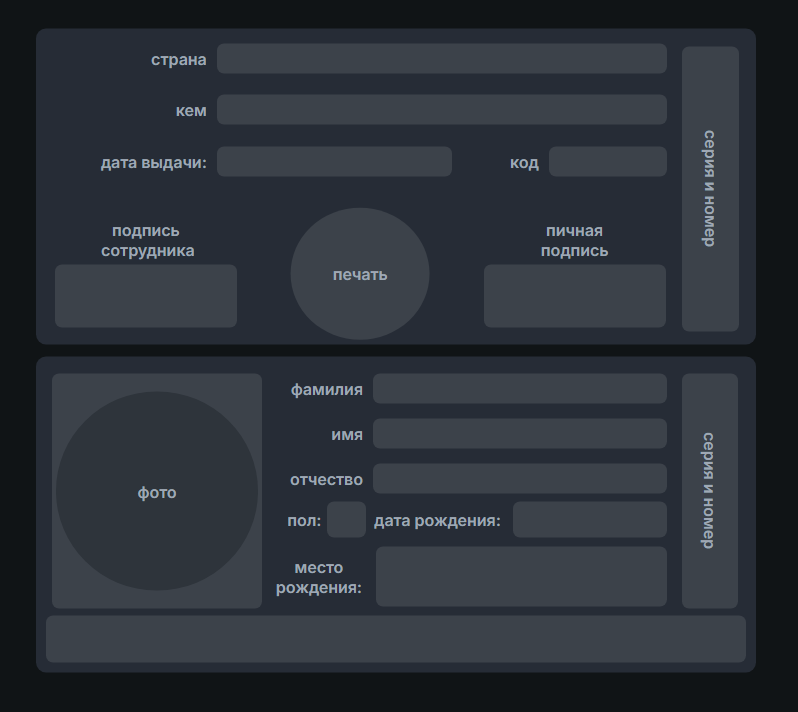 страна
кем
дата выдачи:
код
серия и номер
подпись
сотрудника
печать
пичная
подпись
фото
фамилия
имя
отчество
пол:
дата рождения:
место
рождения:
серия и номер